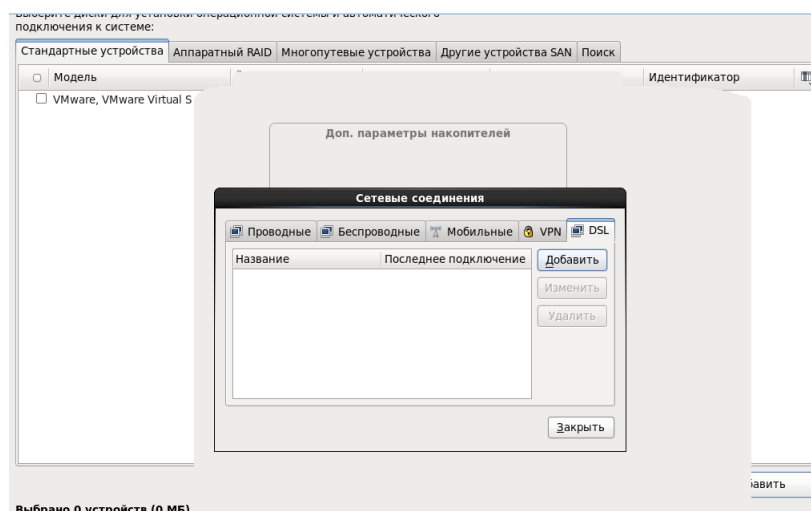 подключения к системе:
Стандартные устройства Аппаратный RAID Многопутевые устройства Другие устройства SAN Поиск
Модель Идентификатор
VMware, VMware Virtual S
Доп. параметры накопителей
Сетевые соединения
Проводные Беспроводные Мобильные VPN DSL
Название Последнее подключение Добавить
Изменить
Удалить
Закрыть
авить
Выбрано 0 устройств (0 МБ)